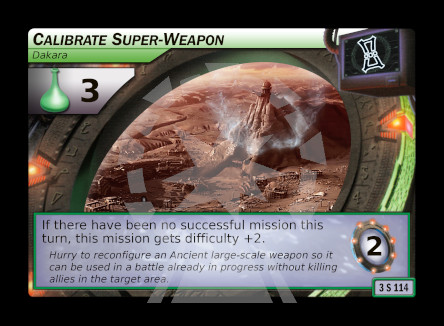 CALIBRATE SUPER-WEAPON
Dakara
3
If there have been no successful mission this
turn, this mission gets difficulty +2.
Hurry to reconfigure an Ancient large-scale weapon so it
can be used in a battle already in progress without killing
allies in the target area.
2
3 S 114